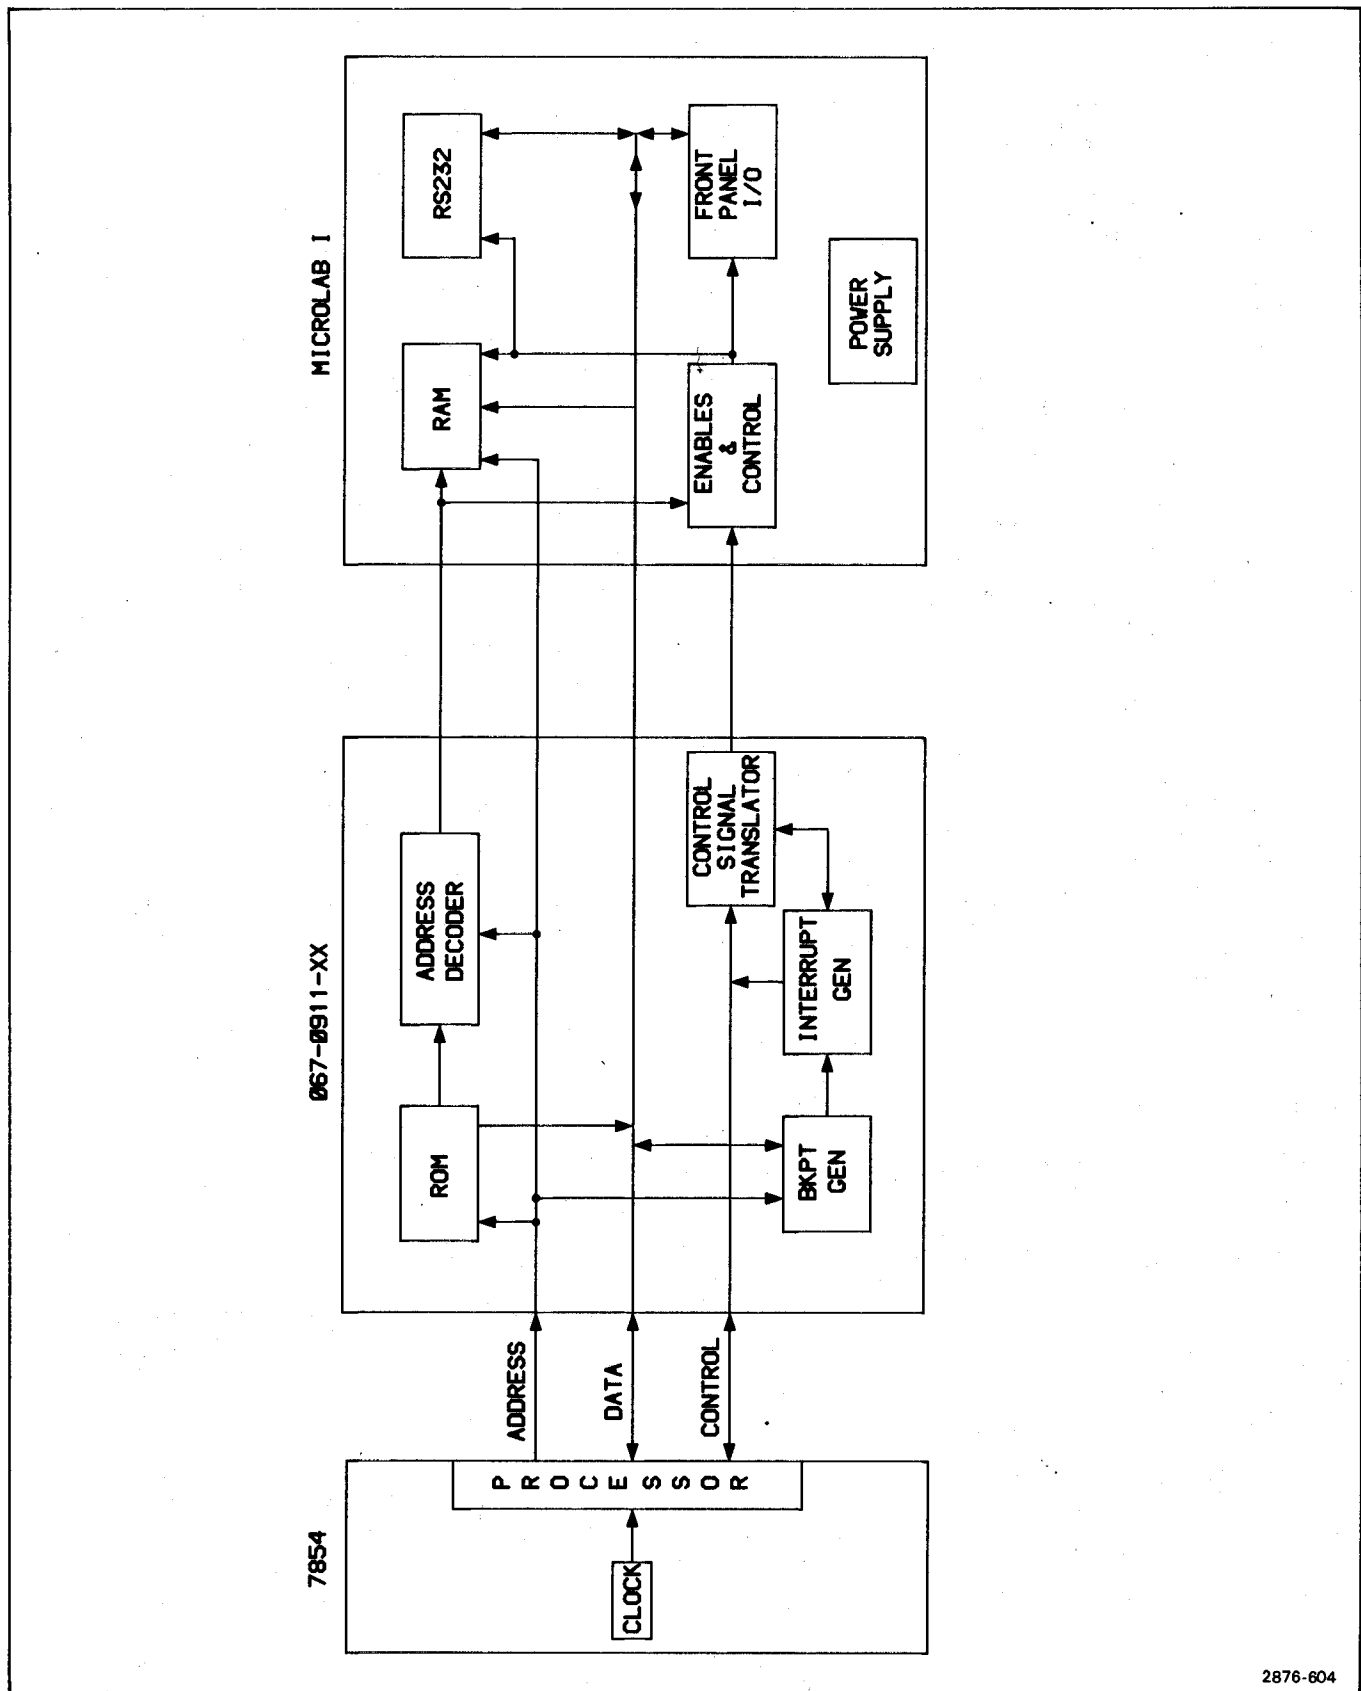 7854
CLOCK
PROCESSOR
ADDRESS
DATA
CONTROL
067-0911-XX
ROM
ADDRESS
DECODER
BKPT
GEN
INTERRUPT
GEN
CONTROL
SIGNAL
TRANSLATOR
MICROLAB I
RAM
RS232
ENABLES
&
CONTROL
FRONT
PANEL
I/O
POWER
SUPPLY
2876-604